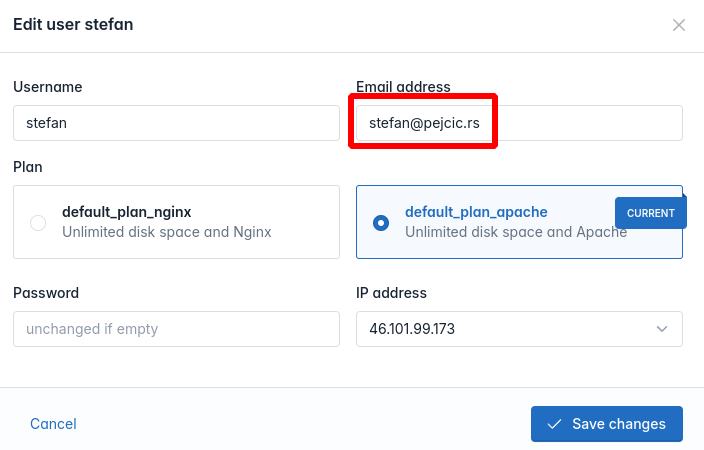 Edit user stefan
Username
Email address
stefan
stefan@pejcic.rs
Plan
default_plan_nginx
Unlimited disk space and Nginx
default_plan_apache
Unlimited disk space and Apache
CURRENT
Password
IP address
unchanged if empty
46.101.99.173
Cancel
Save changes